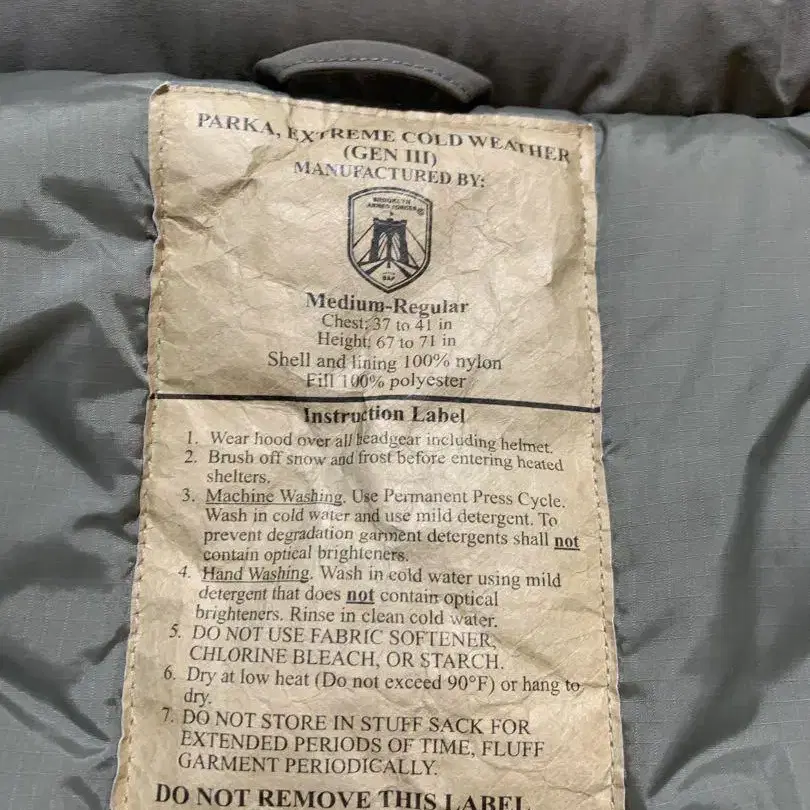 PARKA, EXTREME COLD WEATHER
(GEN III)
MANUFACTURED BY:
BROOKLYN
ARMED FORCES
BAF
Medium-Regular
Chest: 37 to 41 in
Height: 67 to 71 in
Shell and lining 100% nylon
Fill 100% polyester
Instruction Label
1. Wear hood over all headgear including helmet.
2. Brush off snow and frost before entering heated
shelters.
3. Machine Washing. Use Permanent Press Cycle.
Wash in cold water and use mild detergent. To
prevent degradation garment detergents shall not
contain optical brighteners.
4. Hand Washing. Wash in cold water using mild
detergent that does not contain optical
brighteners. Rinse in clean cold water.
5. DO NOT USE FABRIC SOFTENER,
CHLORINE BLEACH, OR STARCH.
6. Dry at low heat (Do not exceed 90°F) or hang to
dry.
7. DO NOT STORE IN STUFF SACK FOR
EXTENDED PERIODS OF TIME, FLUFF
GARMENT PERIODICALLY.
DO NOT REMOVE THIS LABEL